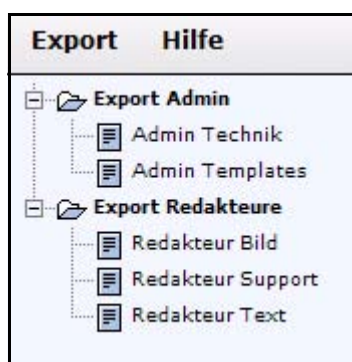 Export Hilfe
Export Admin
Admin Technik
Admin Templates
Export Redakteure
Redakteur Bild
Redakteur Support
Redakteur Text